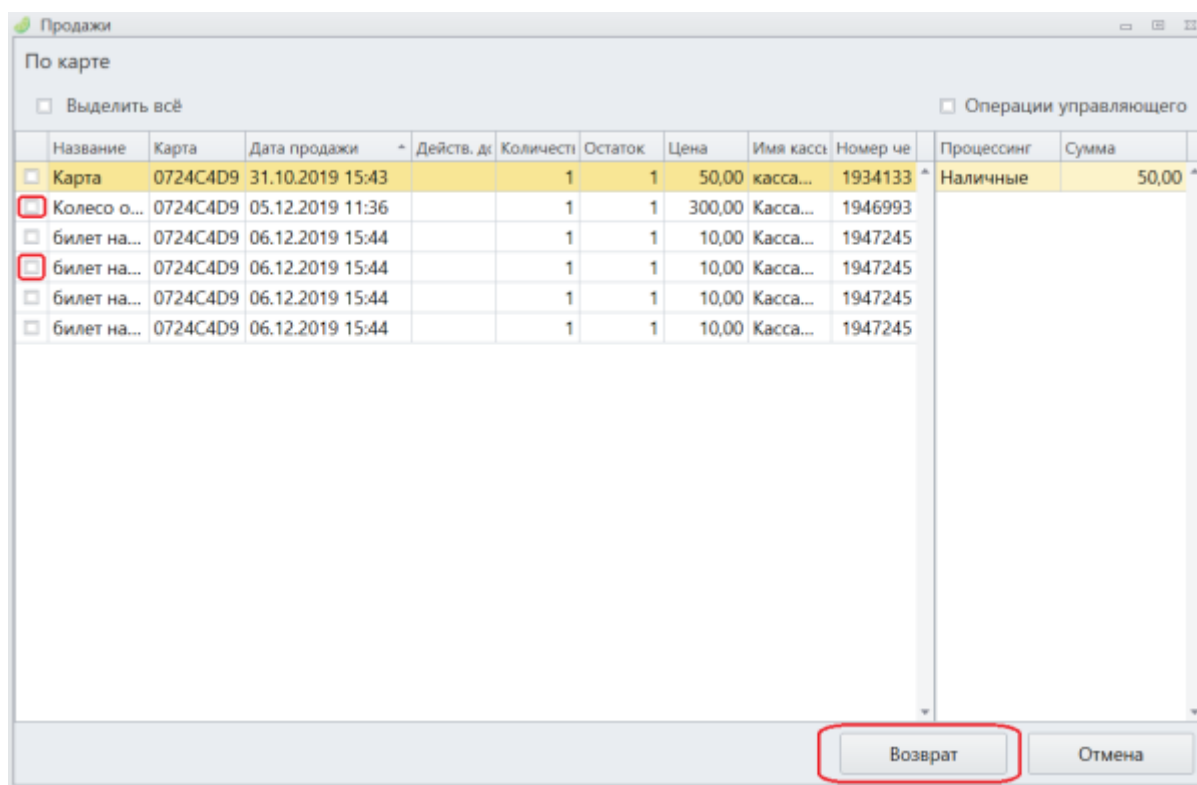 Продажи
По карте
Выделить всё
Операции управляющего
Название Карта Дата продажи Действ. дс Количести Остаток Цена Имя кассь Номер че Процессинг Сумма
Карта 0724C4D9 31.10.2019 15:43 1 1 50,00 касса... 1934133 Наличные 50,00
Колесо о... 0724C4D9 05.12.2019 11:36 1 1 300,00 Касса... 1946993
билет на... 0724C4D9 06.12.2019 15:44 1 1 10,00 Касса... 1947245
билет на... 0724C4D9 06.12.2019 15:44 1 1 10,00 Касса... 1947245
билет на... 0724C4D9 06.12.2019 15:44 1 1 10,00 Касса... 1947245
билет на... 0724C4D9 06.12.2019 15:44 1 1 10,00 Касса... 1947245
Возврат Отмена